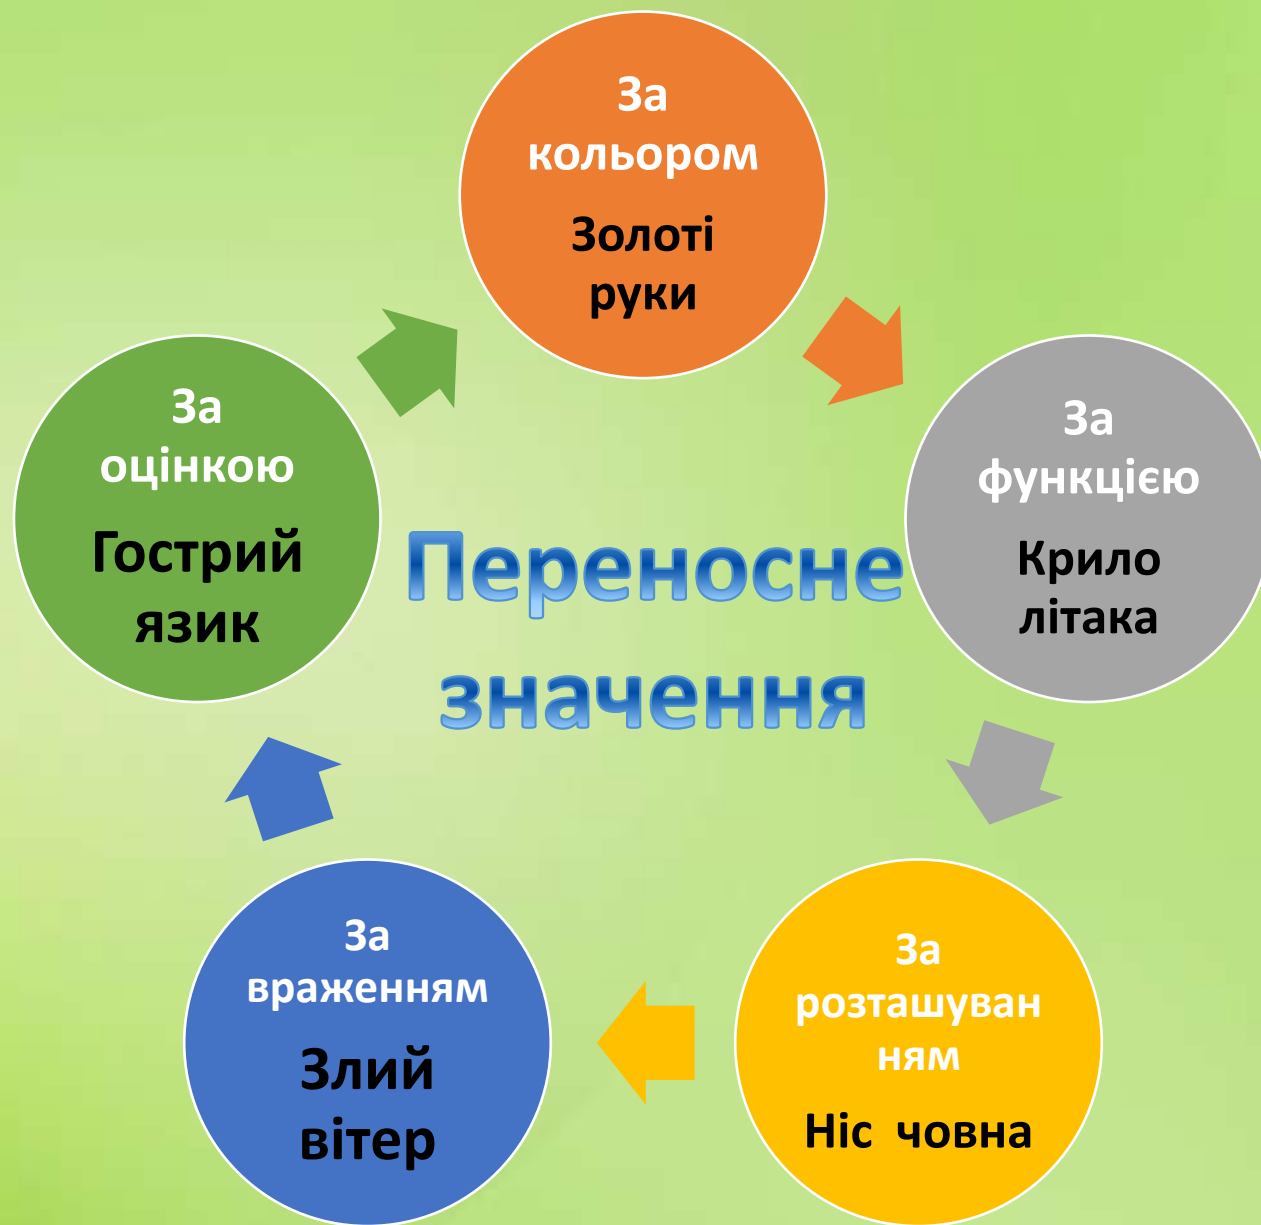 За
кольором
Золоті
руки
За
функцією
Крило
літака
За
розташуван
ням
Ніс човна
За
враженням
Злий
вітер
За
оцінкою
Гострий
язик
Переносне
значення